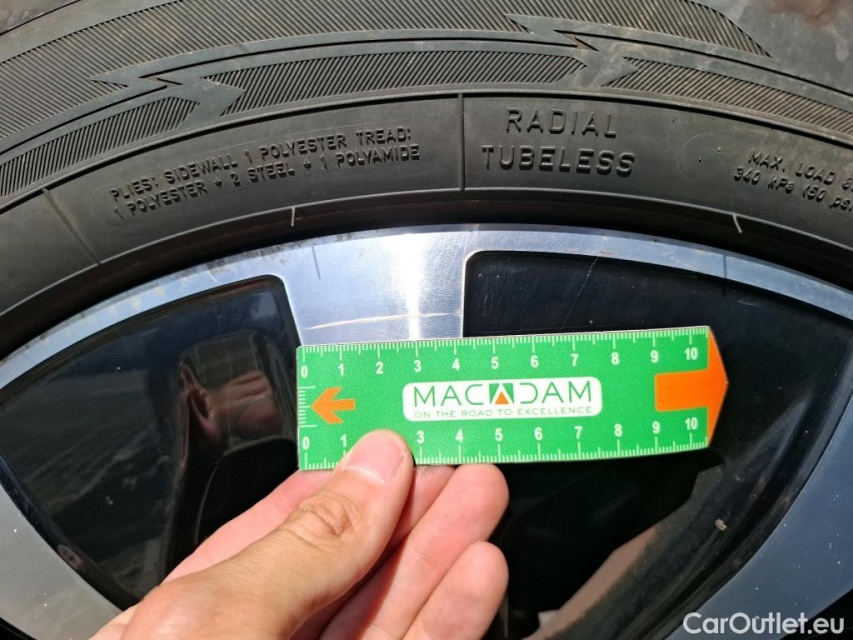 RADIAL
TUBELESS
PLIES: SIDEWALL 1 POLYESTER TREAD:
1 POLYESTER + 2 STEEL + 1 POLYAMIDE
MAX. LOAD
340 KPa (50 psi
0 1 2 3 4 5 6 7 8 9 10
MACADAM
ON THE ROAD TO EXCELLENCE
0 1 3 4 5 6 7 8 9 10
CarOutlet.eu